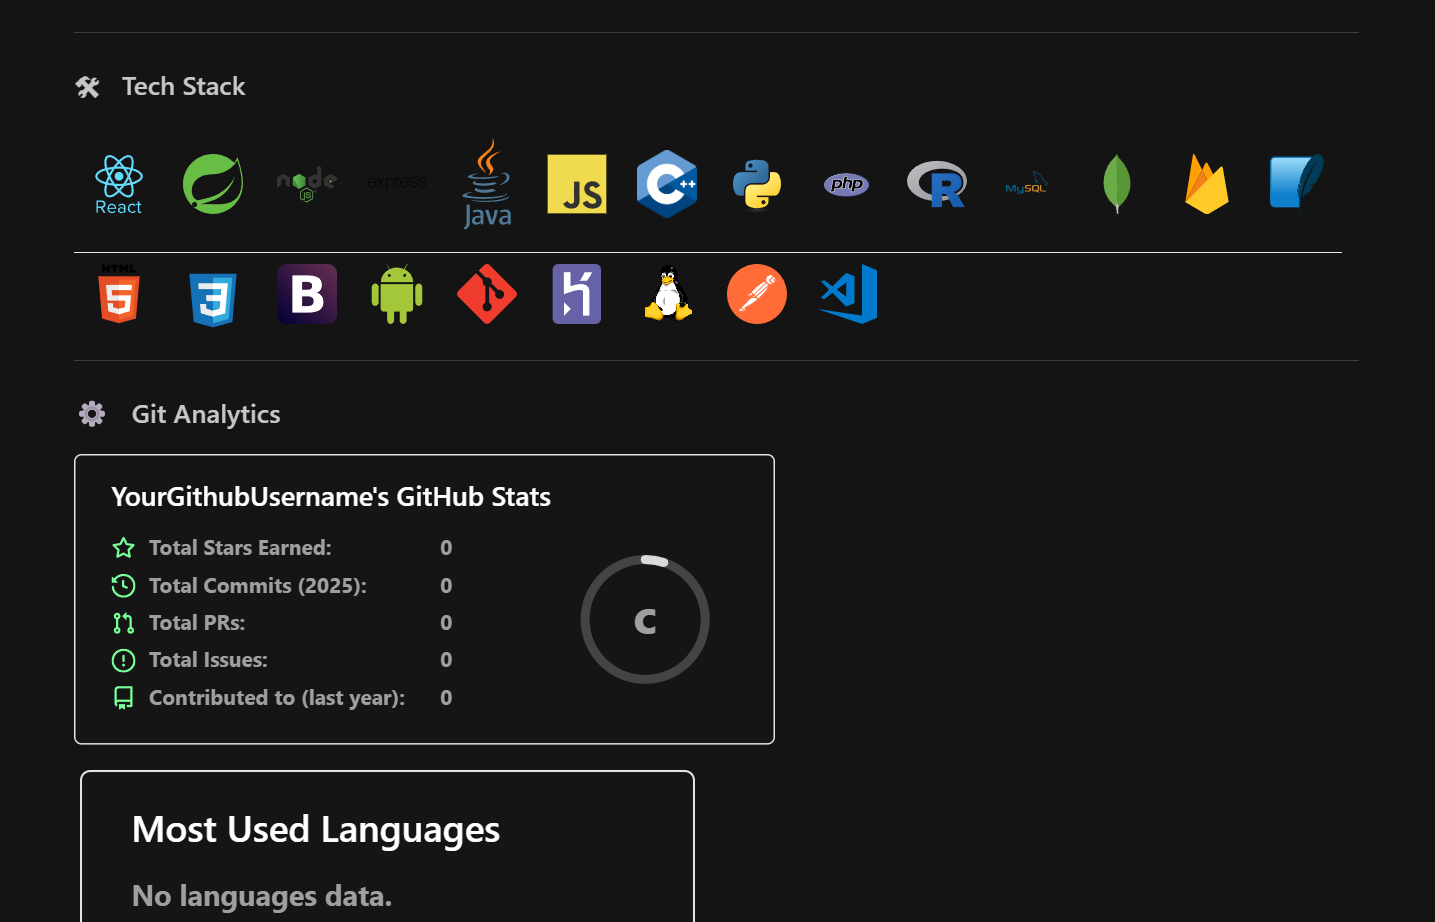 Tech Stack
React
node
JS
express
Java
JS
C++
php
R
MySQL
HTML
5
3
B
Git Analytics
YourGithubUsername's GitHub Stats
Total Stars Earned: 0
Total Commits (2025): 0
Total PRs: 0
Total Issues: 0
Contributed to (last year): 0
C
Most Used Languages
No languages data.